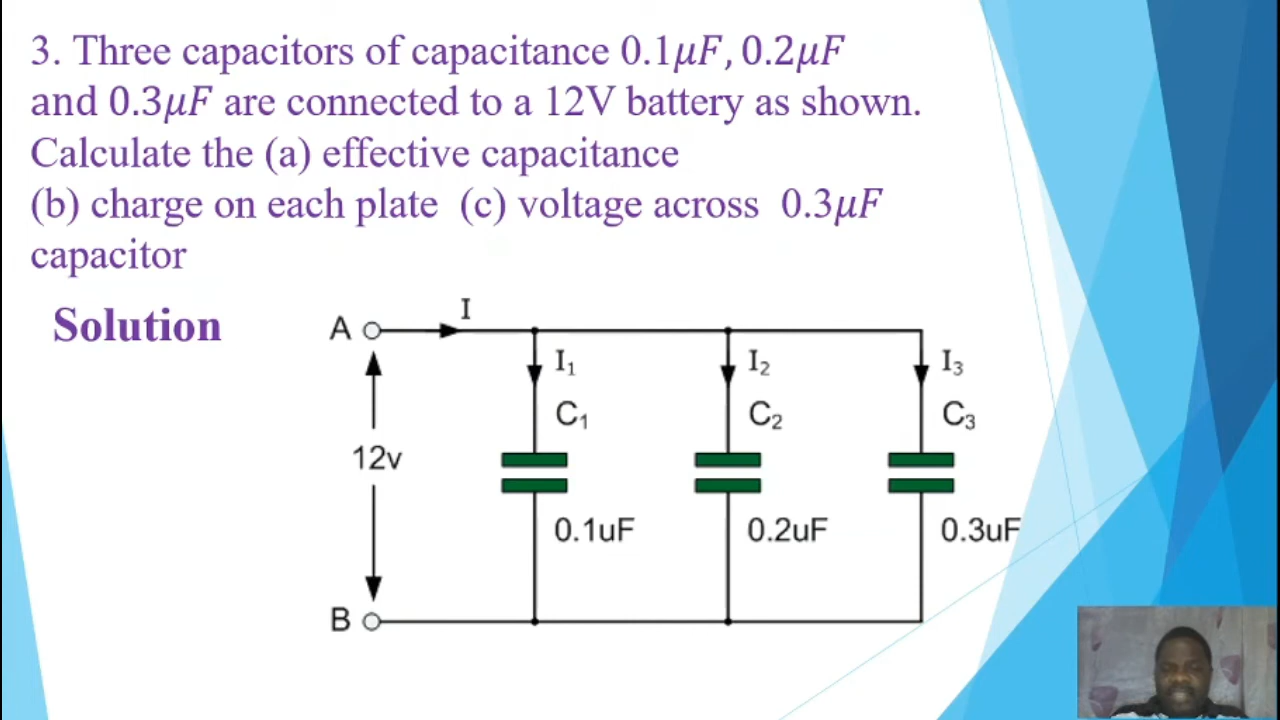 3. Three capacitors of capacitance 0.1μF, 0.2μF
and 0.3μF are connected to a 12V battery as shown.
Calculate the (a) effective capacitance
(b) charge on each plate (c) voltage across 0.3μF
capacitor
Solution
A
I
I₁
I₂
I₃
C₁
C₂
C₃
12v
0.1uF
0.2uF
0.3uF
B